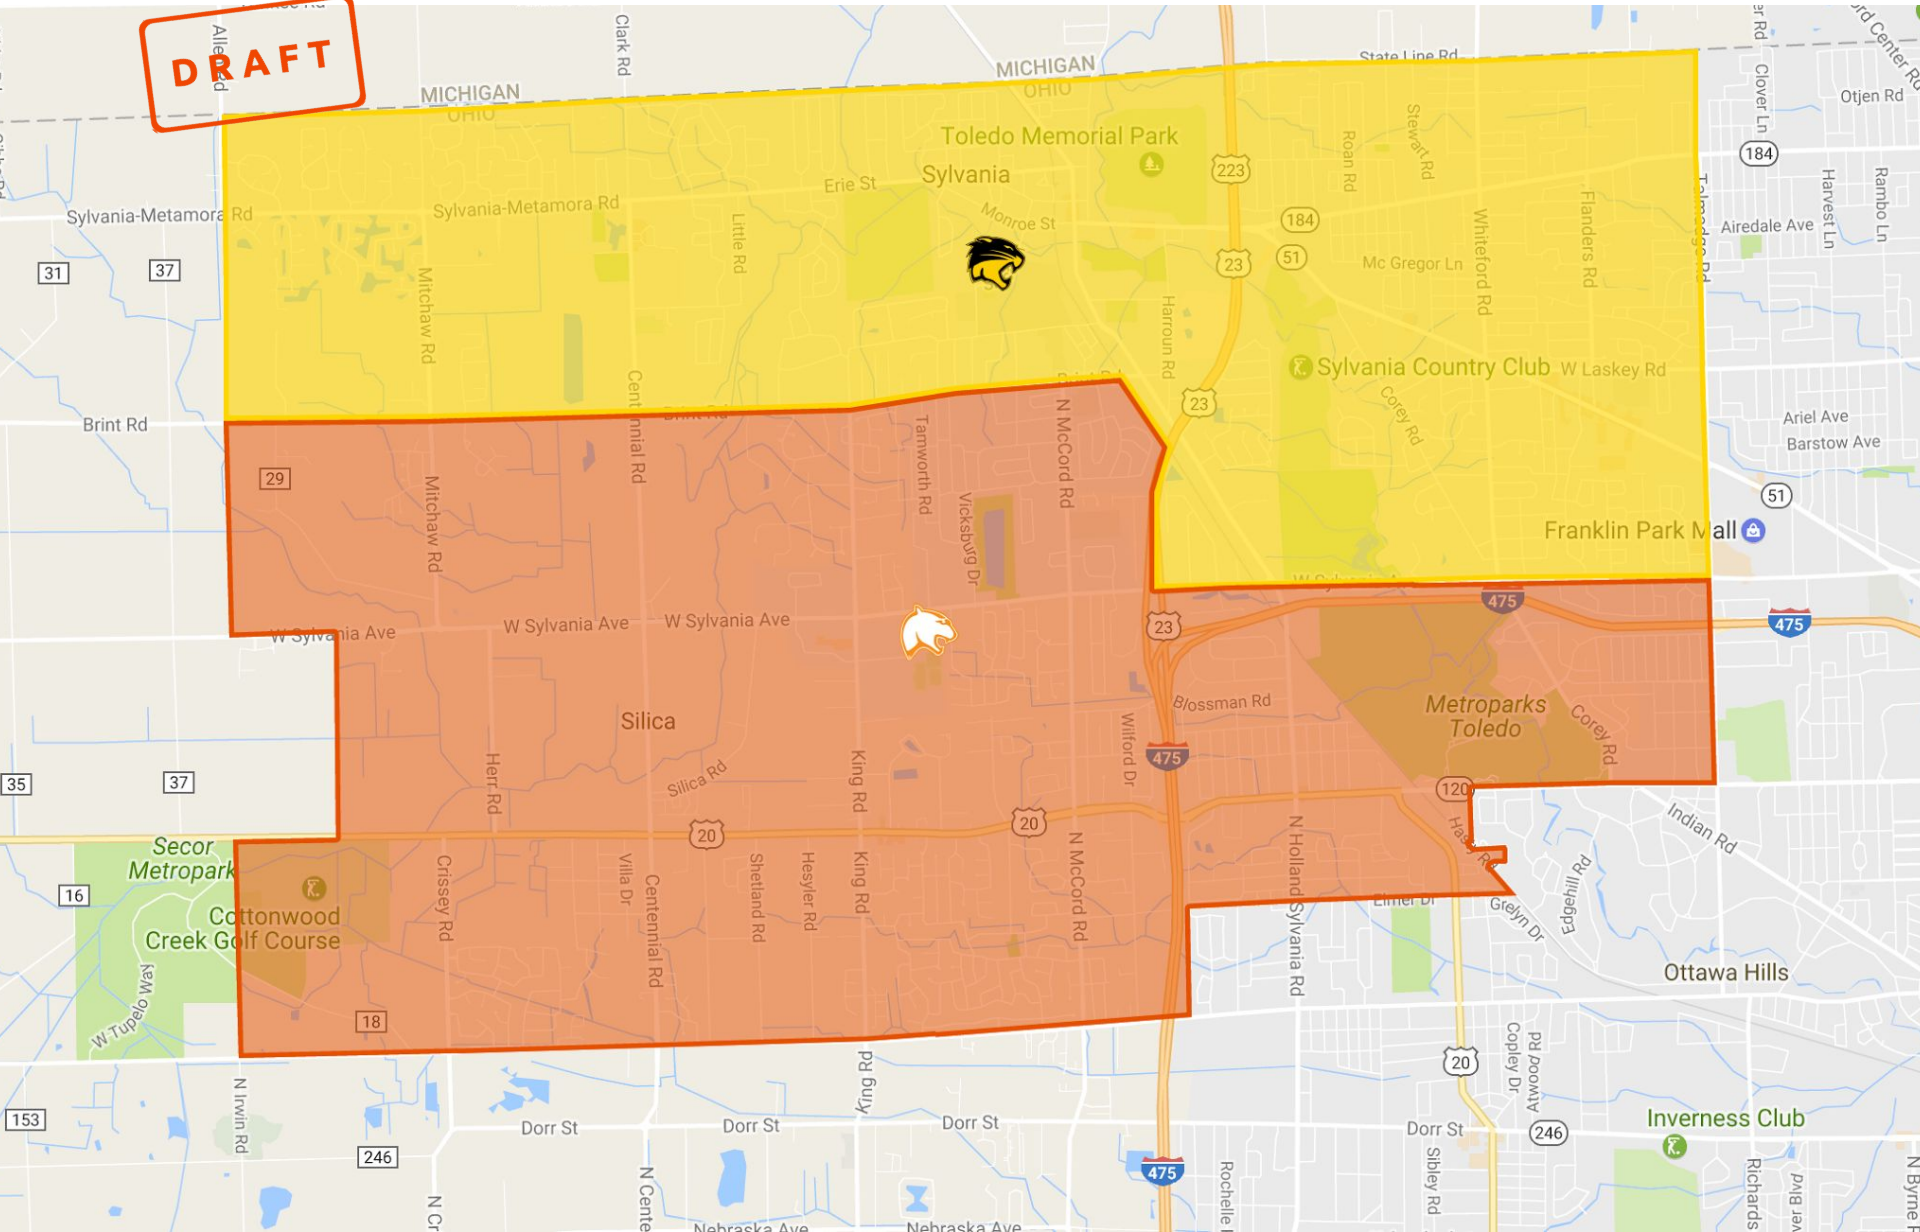 DRAFT
Allen Rd
Clark Rd
MICHIGAN
OHIO
MICHIGAN
OHIO
State Line Rd
Clover Ln
Otjen Rd
184
Harvest Ln
Rambo Ln
Airedale Ave
Talmadge Rd
Toledo Memorial Park
Sylvania
Erie St
Monroe St
223
Roan Rd
Stewart Rd
184
51
23
Mc Gregor Ln
Whiteford Rd
Flanders Rd
Sylvania-Metamora Rd
Sylvania-Metamora Rd
Little Rd
31
37
Mitchaw Rd
Harroun Rd
Sylvania Country Club
W Laskey Rd
Corey Rd
23
Brint Rd
Brint Rd
Brint Rd
Centennial Rd
Ariel Ave
Barstow Ave
51
Franklin Park Mall
29
Mitchaw Rd
Tamworth Rd
Vicksburg Dr
N McCord Rd
W Sylvania Ave
W Sylvania Ave
W Sylvania Ave
W Sylvania Ave
23
475
475
Silica
Silica Rd
Herr Rd
King Rd
Wilford Dr
Blossman Rd
475
Metroparks
Toledo
Corey Rd
35
37
120
Indian Rd
20
20
Secor
Metropark
16
Cottonwood
Creek Golf Course
W Tupelo Way
Crissey Rd
Villa Dr
Centennial Rd
Shetland Rd
Hesyler Rd
King Rd
N McCord Rd
N Holland Sylvania Rd
Elmer Dr
Grelyn Dr
Edgehill Rd
Ottawa Hills
18
N Irwin Rd
King Rd
153
246
Dorr St
Dorr St
Dorr St
Dorr St
20
Copley Dr
Atwood Rd
246
Inverness Club
475
Rochelle
Sibley Rd
Richards
N Byrne
N Cr
N Cente
Nebraska Ave
Nebraska Ave